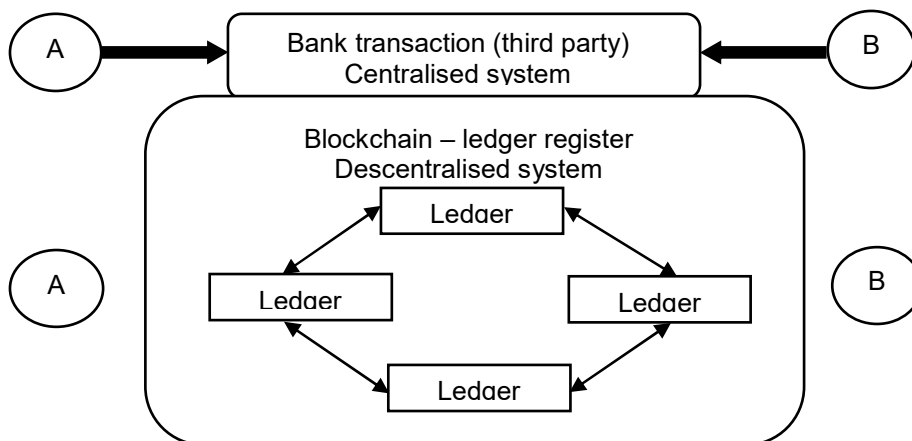 A
Bank transaction (third party)
Centralised system
B
Blockchain – ledger register
Descentralised system
Ledger
A
Ledger
Ledger
B
Ledger